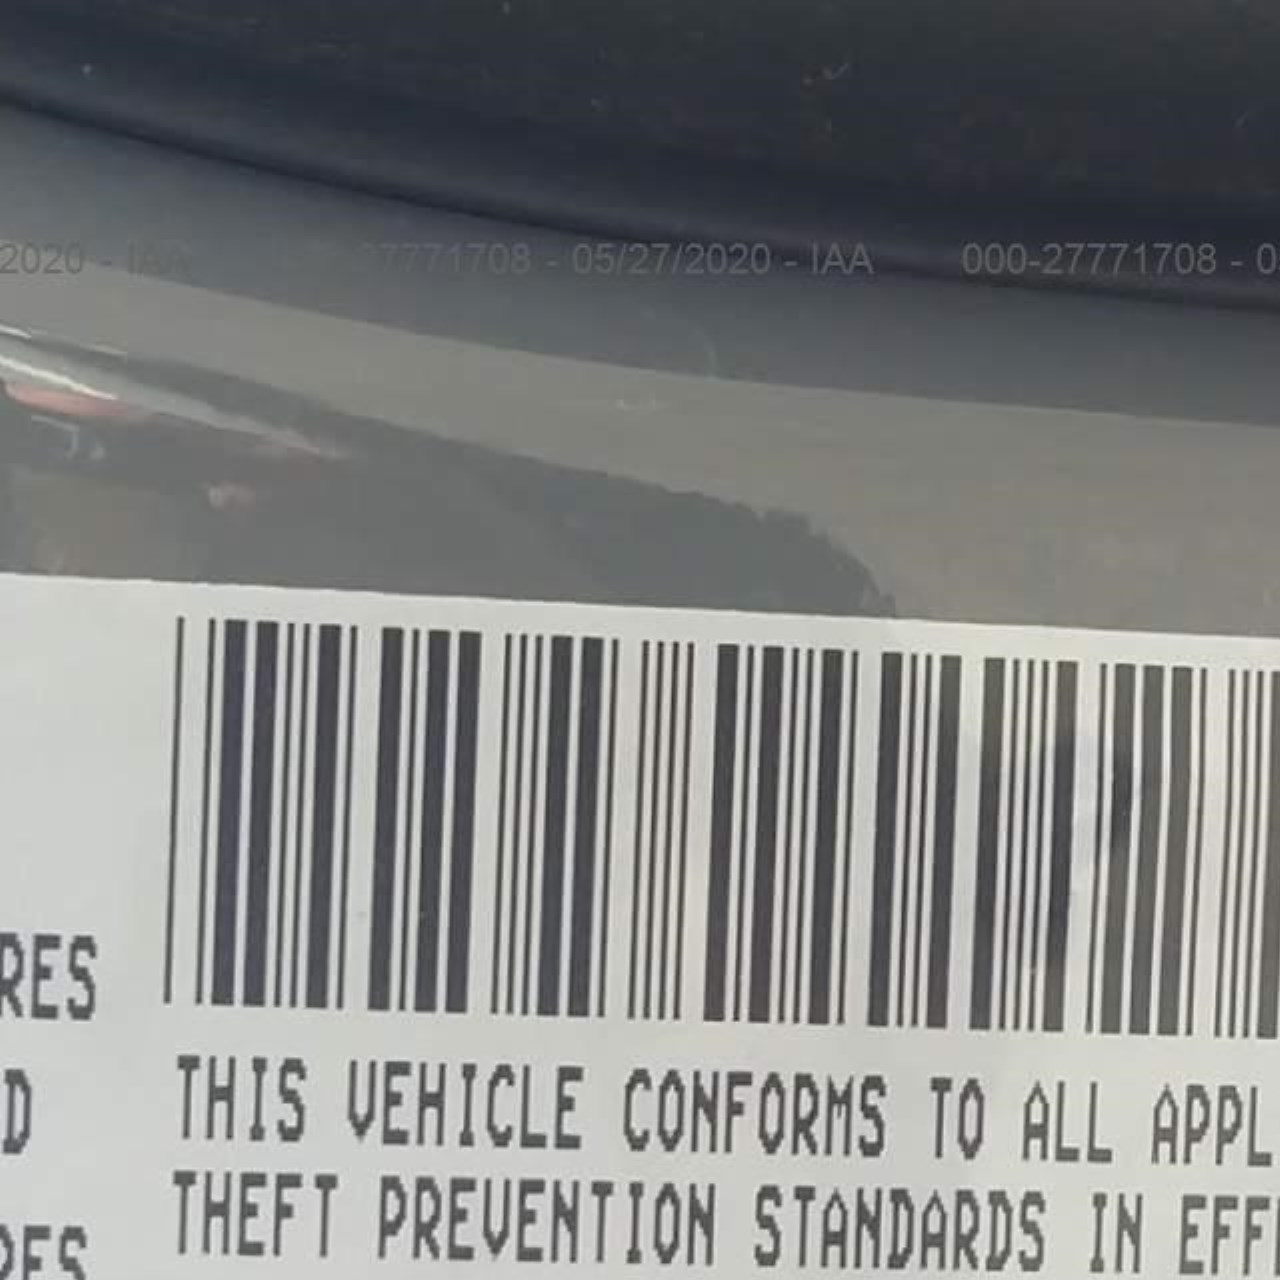 2020 - IAA 27771708 - 05/27/2020 - IAA 000-27771708 - 0
RES
THIS VEHICLE CONFORMS TO ALL APPL
D
THEFT PREVENTION STANDARDS IN EFF
RES